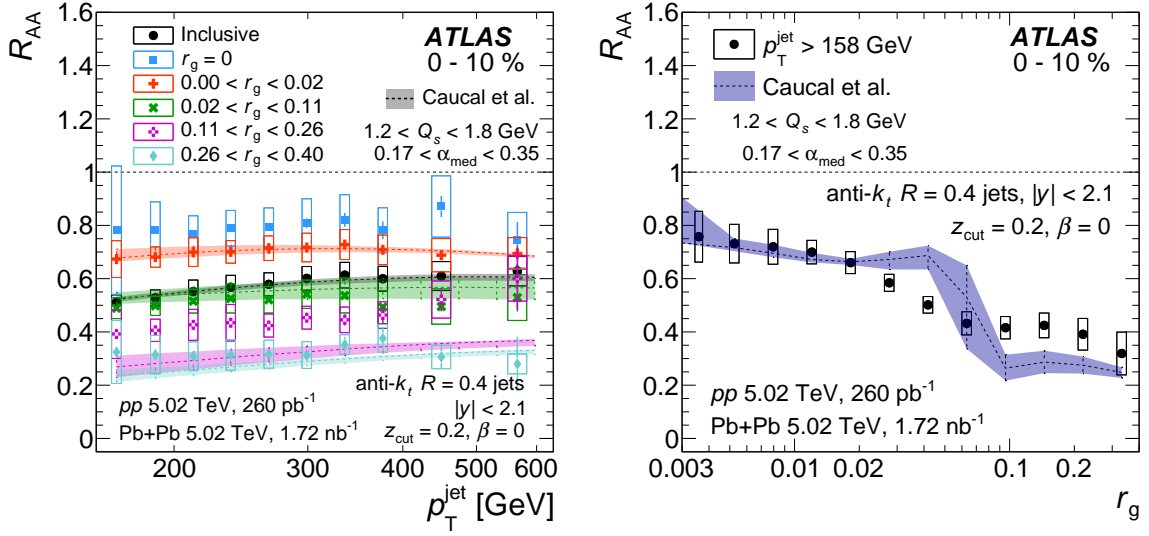 R_AA
1.6
1.4
1.2
1
0.8
0.6
0.4
0.2
0
Inclusive
r_g = 0
0.00 < r_g < 0.02
0.02 < r_g < 0.11
0.11 < r_g < 0.26
0.26 < r_g < 0.40
ATLAS
0 - 10 %
Caucal et al.
1.2 < Q_s < 1.8 GeV
0.17 < α_med < 0.35
anti-k_t R = 0.4 jets
|y| < 2.1
z_cut = 0.2, β = 0
pp 5.02 TeV, 260 pb^-1
Pb+Pb 5.02 TeV, 1.72 nb^-1
200 300 400 500 600
p_T^jet [GeV]
R_AA
1.6
1.4
1.2
1
0.8
0.6
0.4
0.2
0
p_T^jet > 158 GeV
Caucal et al.
1.2 < Q_s < 1.8 GeV
0.17 < α_med < 0.35
ATLAS
0 - 10 %
anti-k_t R = 0.4 jets, |y| < 2.1
z_cut = 0.2, β = 0
pp 5.02 TeV, 260 pb^-1
Pb+Pb 5.02 TeV, 1.72 nb^-1
0.003 0.01 0.02 0.1 0.2
r_g